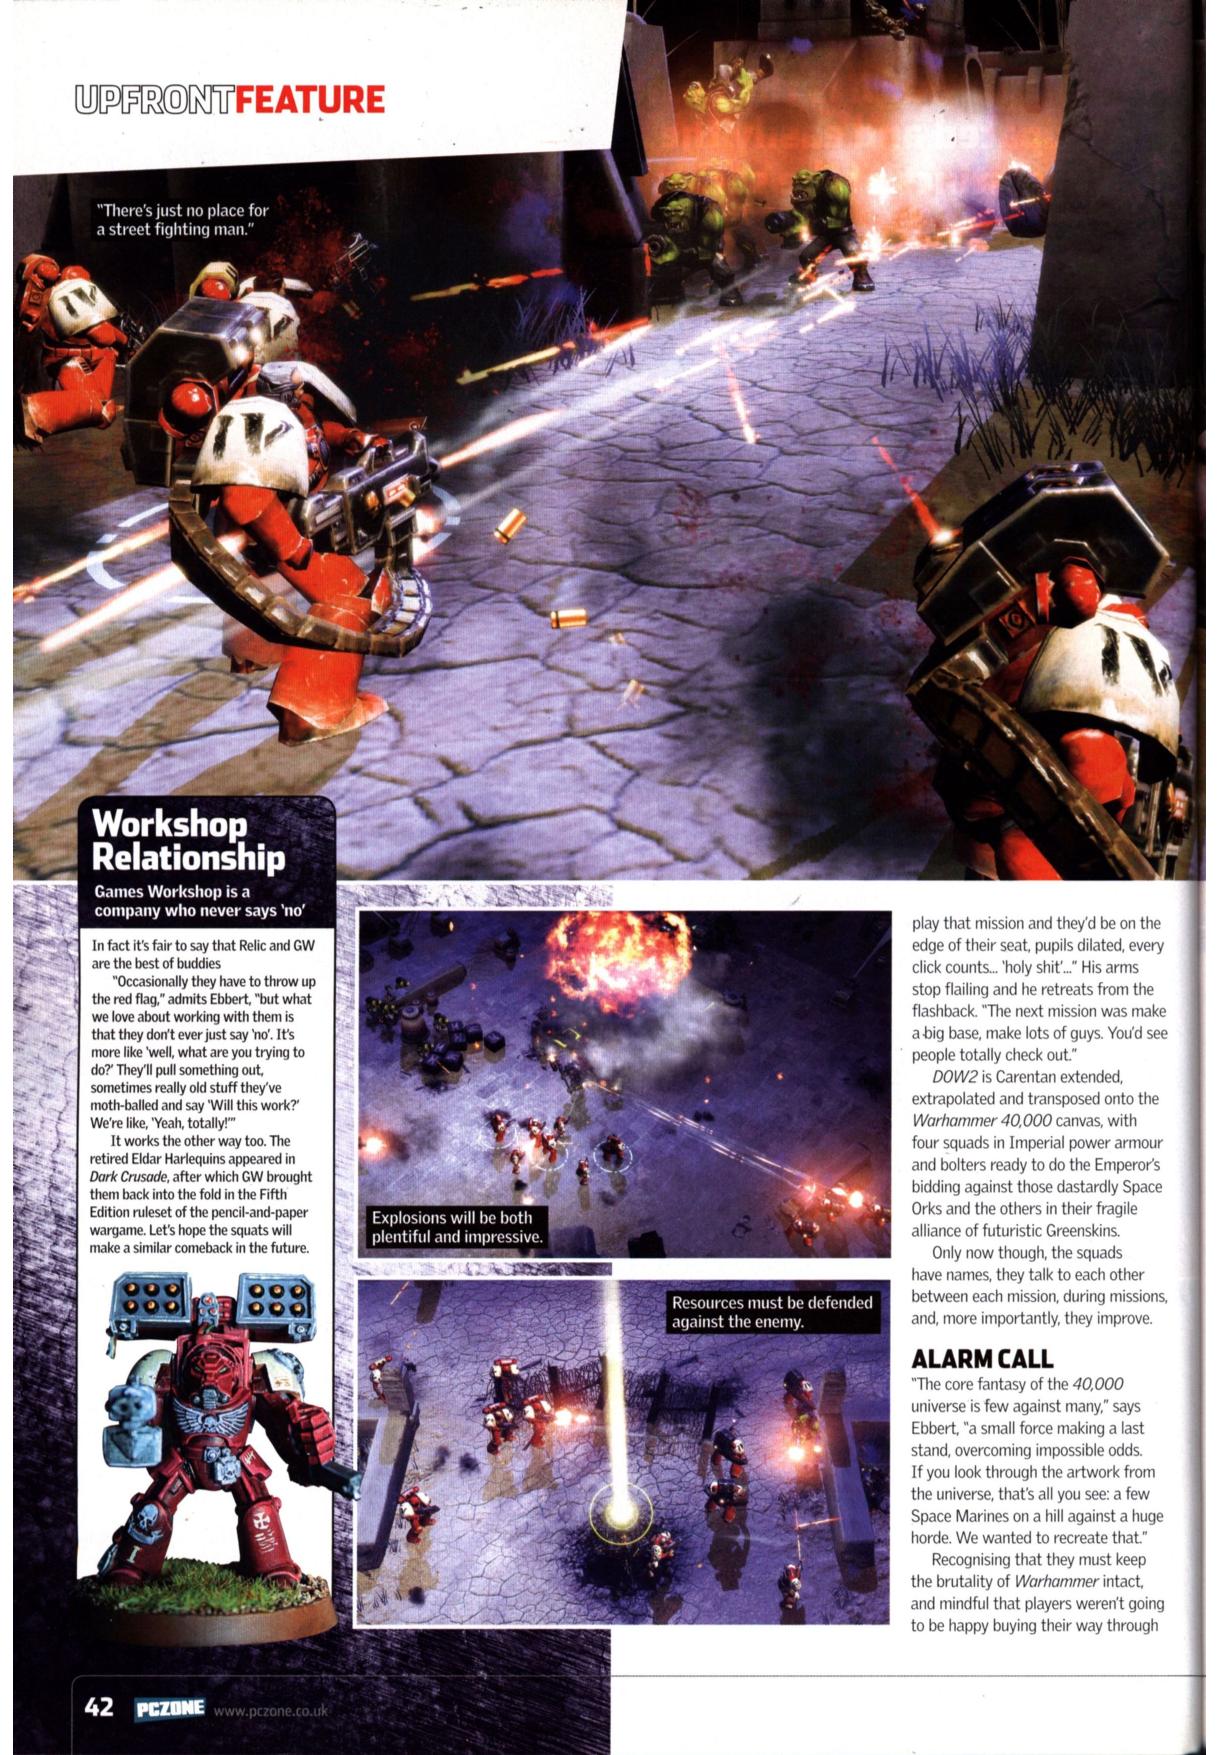 UPFRONTFEATURE
"There's just no place for
a street fighting man."
IV
IV
IV
Workshop
Relationship
Games Workshop is a
company who never says 'no'
In fact it's fair to say that Relic and GW
are the best of buddies
"Occasionally they have to throw up
the red flag," admits Ebbert, "but what
we love about working with them is
that they don't ever just say 'no'. It's
more like 'well, what are you trying to
do?' They'll pull something out,
sometimes really old stuff they've
moth-balled and say 'Will this work?'
We're like, 'Yeah, totally!'"
It works the other way too. The
retired Eldar Harlequins appeared in
Dark Crusade, after which GW brought
them back into the fold in the Fifth
Edition ruleset of the pencil-and-paper
wargame. Let's hope the squats will
make a similar comeback in the future.
I
Explosions will be both
plentiful and impressive.
Resources must be defended
against the enemy.
play that mission and they'd be on the
edge of their seat, pupils dilated, every
click counts... 'holy shit'..." His arms
stop flailing and he retreats from the
flashback. "The next mission was make
a big base, make lots of guys. You'd see
people totally check out."
DOW2 is Carentan extended,
extrapolated and transposed onto the
Warhammer 40,000 canvas, with
four squads in Imperial power armour
and bolters ready to do the Emperor's
bidding against those dastardly Space
Orks and the others in their fragile
alliance of futuristic Greenskins.
Only now though, the squads
have names, they talk to each other
between each mission, during missions,
and, more importantly, they improve.
ALARM CALL
"The core fantasy of the 40,000
universe is few against many," says
Ebbert, "a small force making a last
stand, overcoming impossible odds.
If you look through the artwork from
the universe, that's all you see: a few
Space Marines on a hill against a huge
horde. We wanted to recreate that."
Recognising that they must keep
the brutality of Warhammer intact,
and mindful that players weren't going
to be happy buying their way through
42 PCZONE www.pczone.co.uk